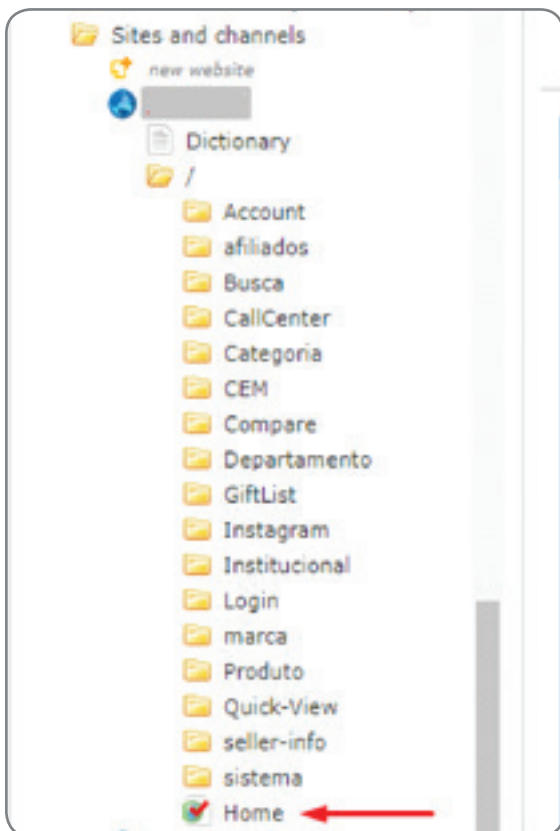 Sites and channels
new website
Dictionary
/
Account
afiliados
Busca
CallCenter
Categoria
CEM
Compare
Departamento
GiftList
Instagram
Institucional
Login
marca
Produto
Quick-View
seller-info
sistema
Home